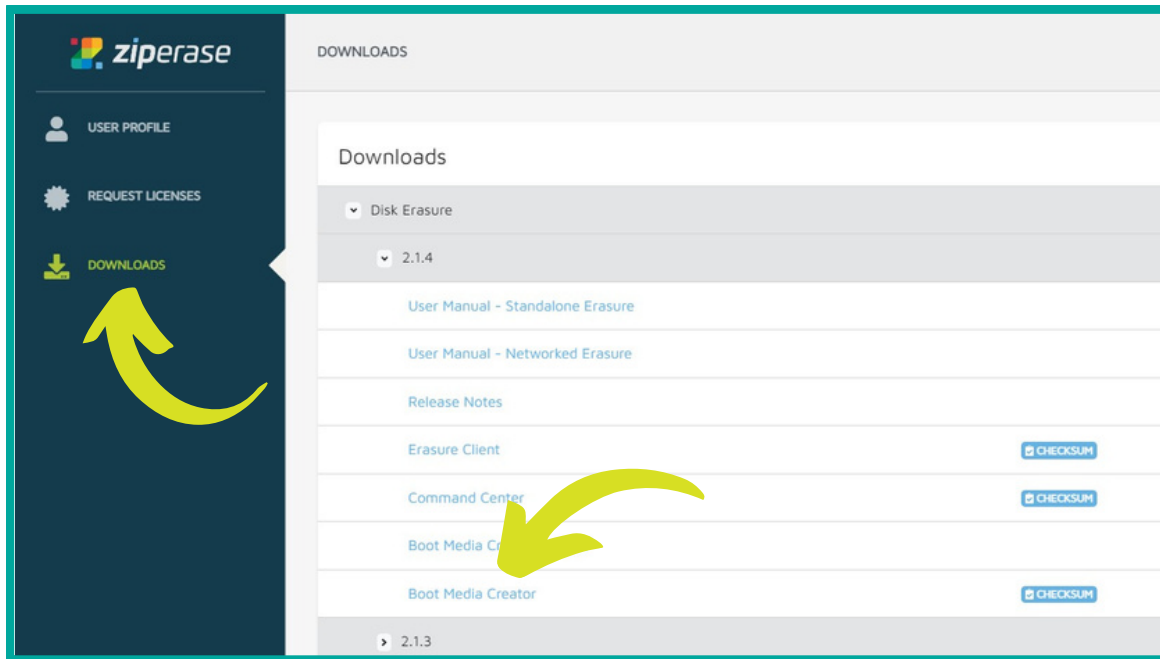 ziperase
DOWNLOADS
USER PROFILE
REQUEST LICENSES
DOWNLOADS
Downloads
Disk Erasure
2.1.4
User Manual - Standalone Erasure
User Manual - Networked Erasure
Release Notes
Erasure Client CHECKSUM
Command Center CHECKSUM
Boot Media
Boot Media Creator CHECKSUM
2.1.3